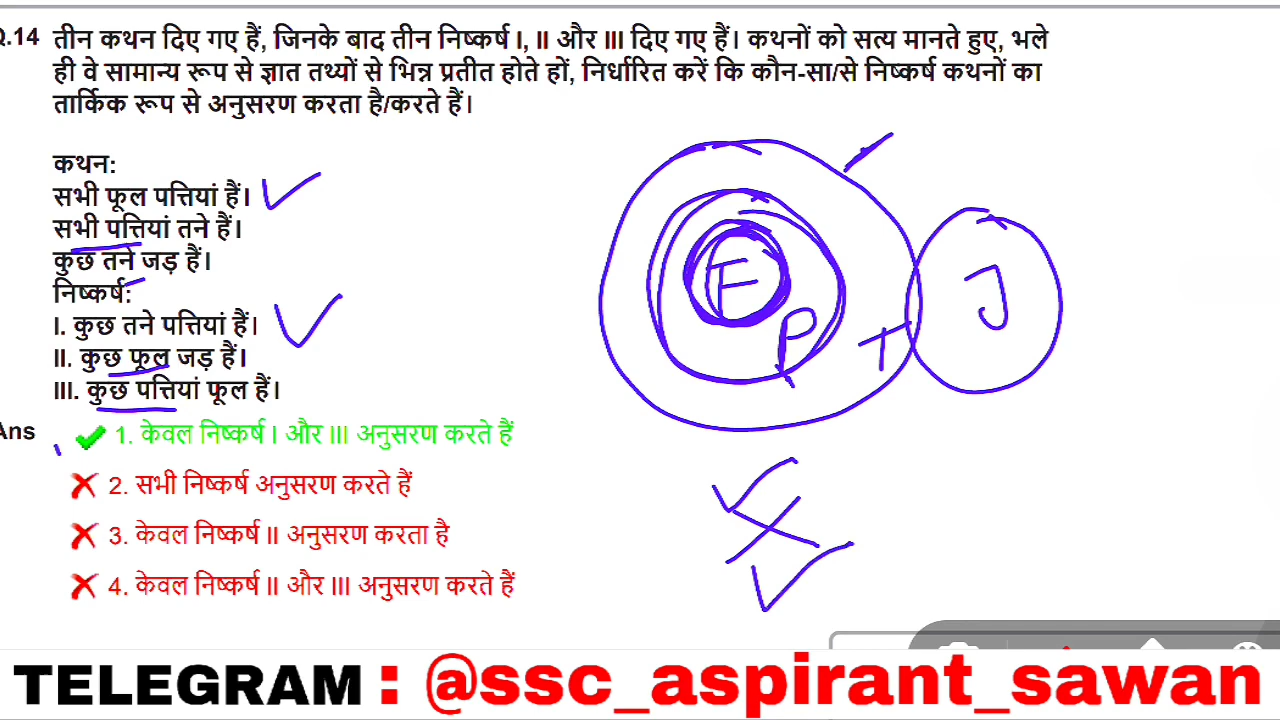 Q.14 तीन कथन दिए गए हैं, जिनके बाद तीन निष्कर्ष I, II और III दिए गए हैं। कथनों को सत्य मानते हुए, भले
ही वे सामान्य रूप से ज्ञात तथ्यों से भिन्न प्रतीत होते हों, निर्धारित करें कि कौन-सा/से निष्कर्ष कथनों का
तार्किक रूप से अनुसरण करता है/करते हैं।
कथन:
सभी फूल पत्तियां हैं।
सभी पत्तियां तने हैं।
कुछ तने जड़ हैं।
निष्कर्ष:
I. कुछ तने पत्तियां हैं।
II. कुछ फूल जड़ हैं।
III. कुछ पत्तियां फूल हैं।
Ans 1. केवल निष्कर्ष I और III अनुसरण करते हैं
2. सभी निष्कर्ष अनुसरण करते हैं
3. केवल निष्कर्ष II अनुसरण करता है
4. केवल निष्कर्ष II और III अनुसरण करते हैं
F
P
T
J
TELEGRAM : @ssc_aspirant_sawan